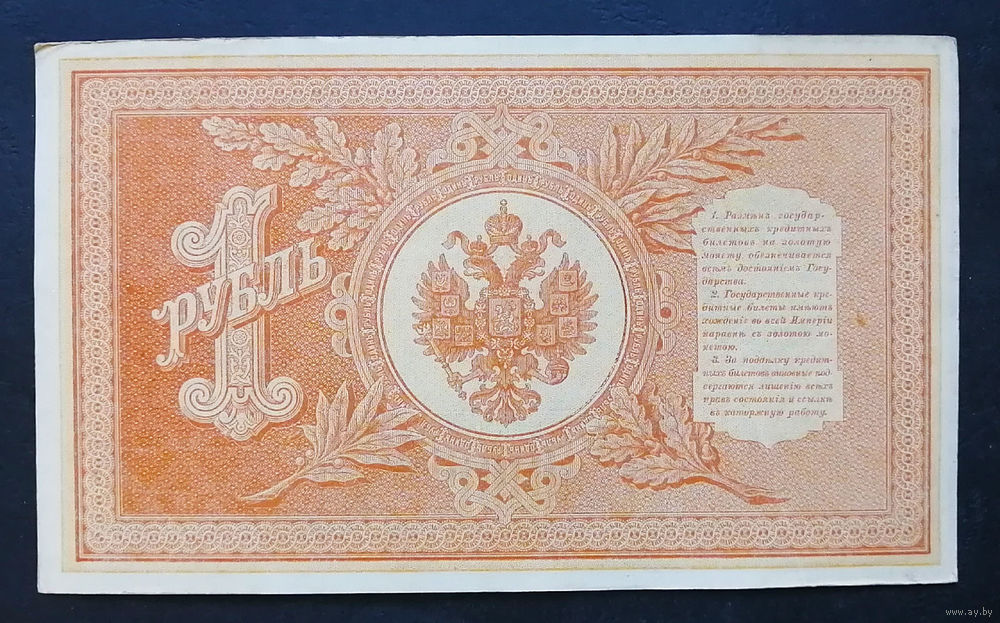 1
РУБЛЬ
1. Размѣнъ государ-
ственныхъ кредитныхъ
билетовъ на золотую
монету обезпечивается
всѣмъ достояніемъ Госу-
дарства.
2. Государственные кре-
дитные билеты имѣютъ
хожденіе во всей Имперіи
наравнѣ съ золотою мо-
нетою.
3. За поддѣлку кредит-
ныхъ билетовъ виновные под-
вергаются лишенію всѣхъ
правъ состоянія и ссылкѣ
въ каторжную работу.
www.ay.by